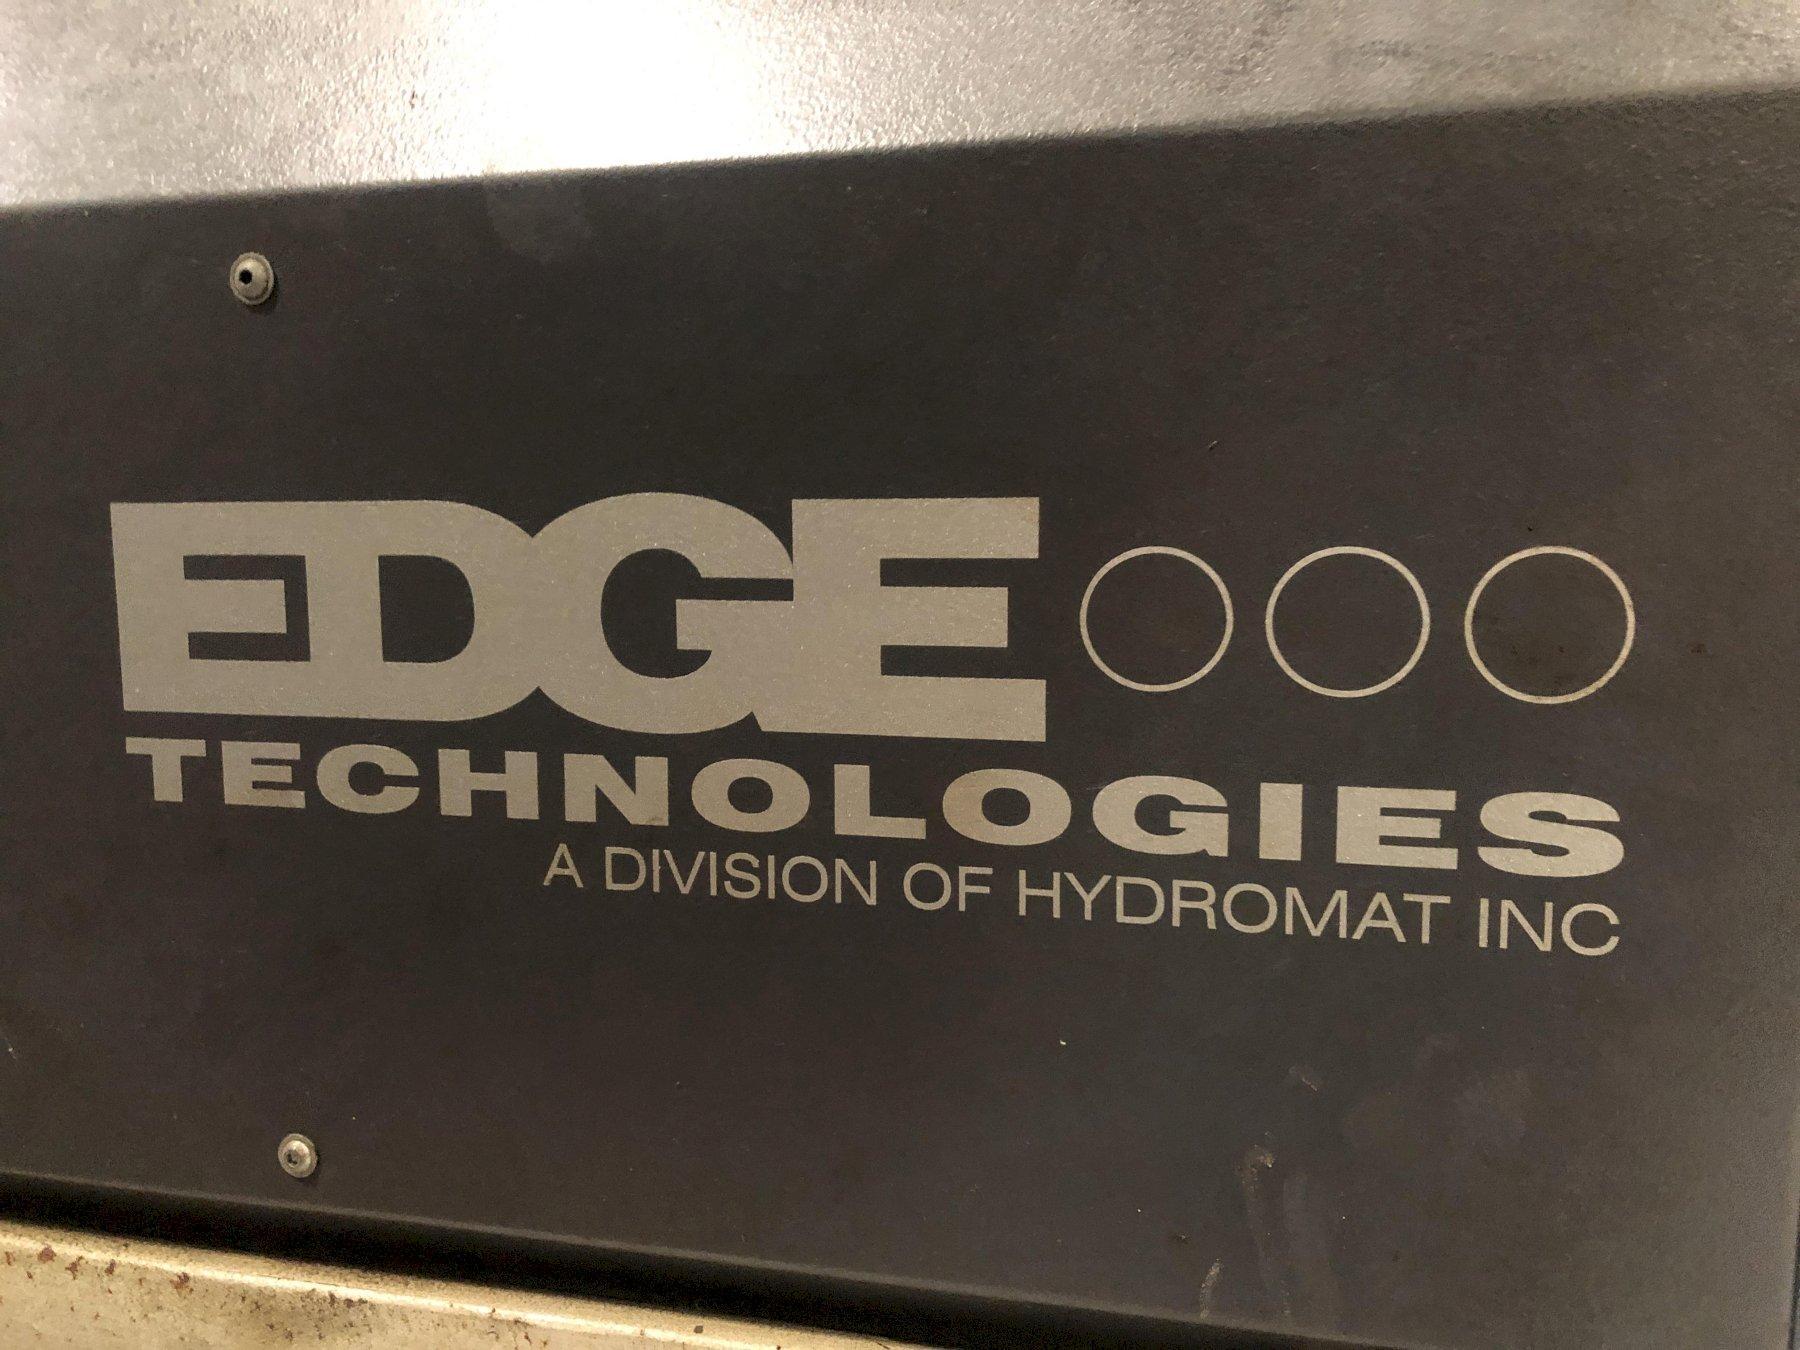 EDGE
TECHNOLOGIES
A DIVISION OF HYDROMAT INC